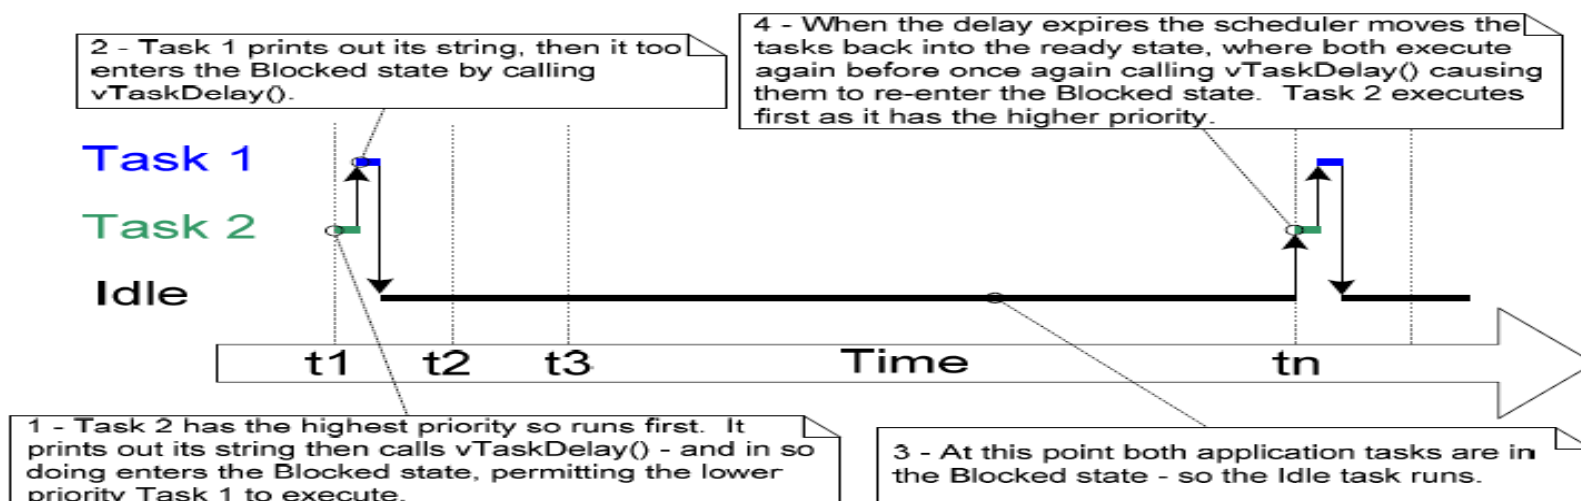 2 - Task 1 prints out its string, then it too
enters the Blocked state by calling
vTaskDelay().
4 - When the delay expires the scheduler moves the
tasks back into the ready state, where both execute
again before once again calling vTaskDelay() causing
them to re-enter the Blocked state.  Task 2 executes
first as it has the higher priority.
Task 1
Task 2
Idle
t1 t2 t3 Time tn
1 - Task 2 has the highest priority so runs first.  It
prints out its string then calls vTaskDelay() - and in so
doing enters the Blocked state, permitting the lower
priority Task 1 to execute.
3 - At this point both application tasks are in
the Blocked state - so the Idle task runs.